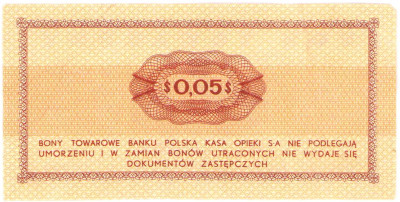 $0,05$
BONY TOWAROWE BANKU POLSKA KASA OPIEKI S·A NIE PODLEGAJĄ
UMORZENIU I W ZAMIAN BONÓW UTRACONYCH NIE WYDAJE SIĘ
DOKUMENTÓW ZASTĘPCZYCH